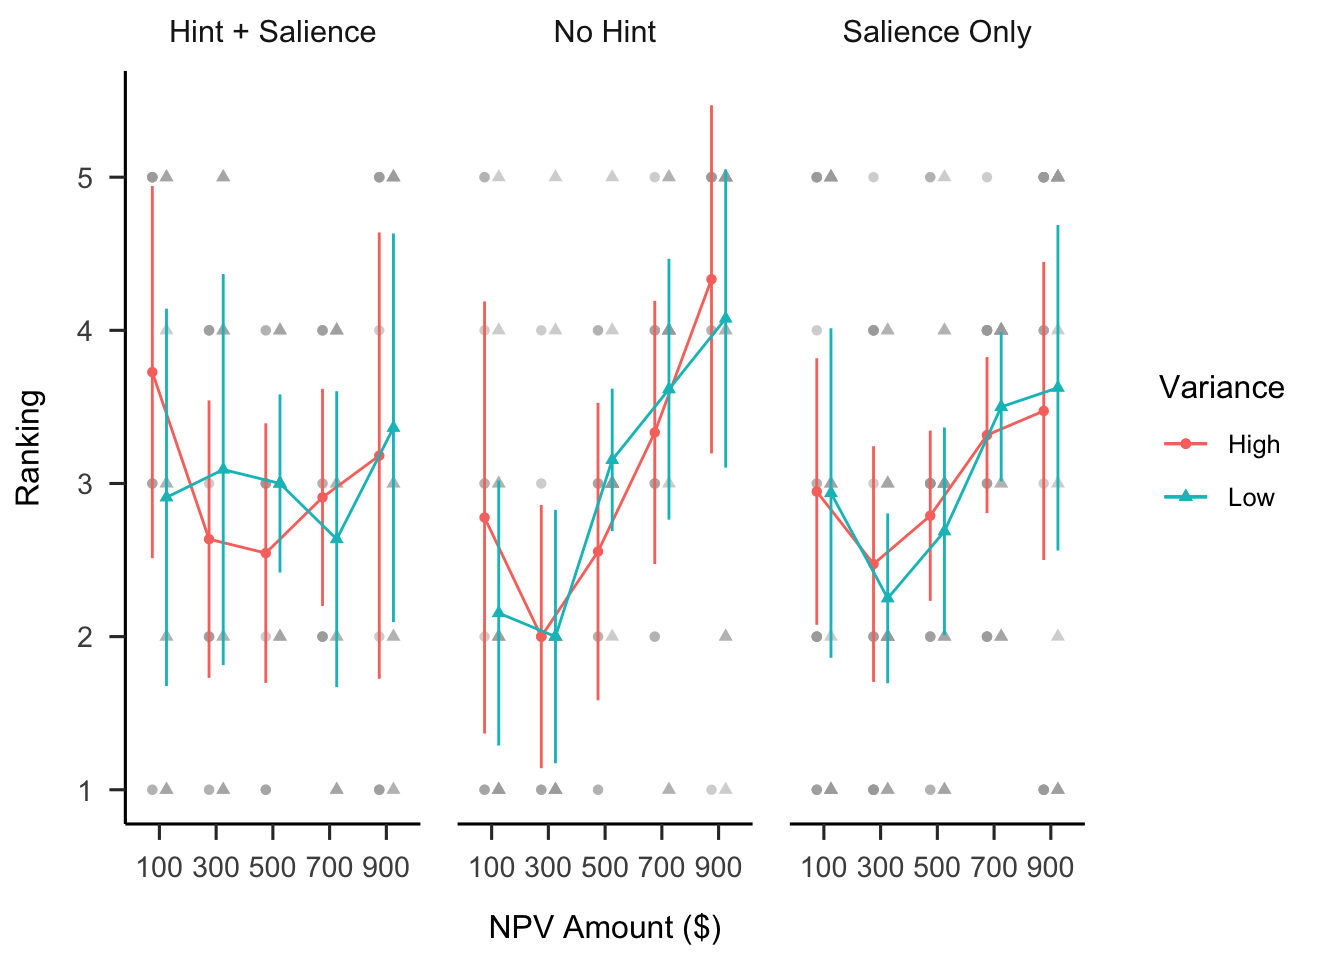 Hint + Salience No Hint Salience Only
5
4
3
2
1
Ranking
100 300 500 700 900 100 300 500 700 900 100 300 500 700 900
NPV Amount ($)
Variance
High
Low